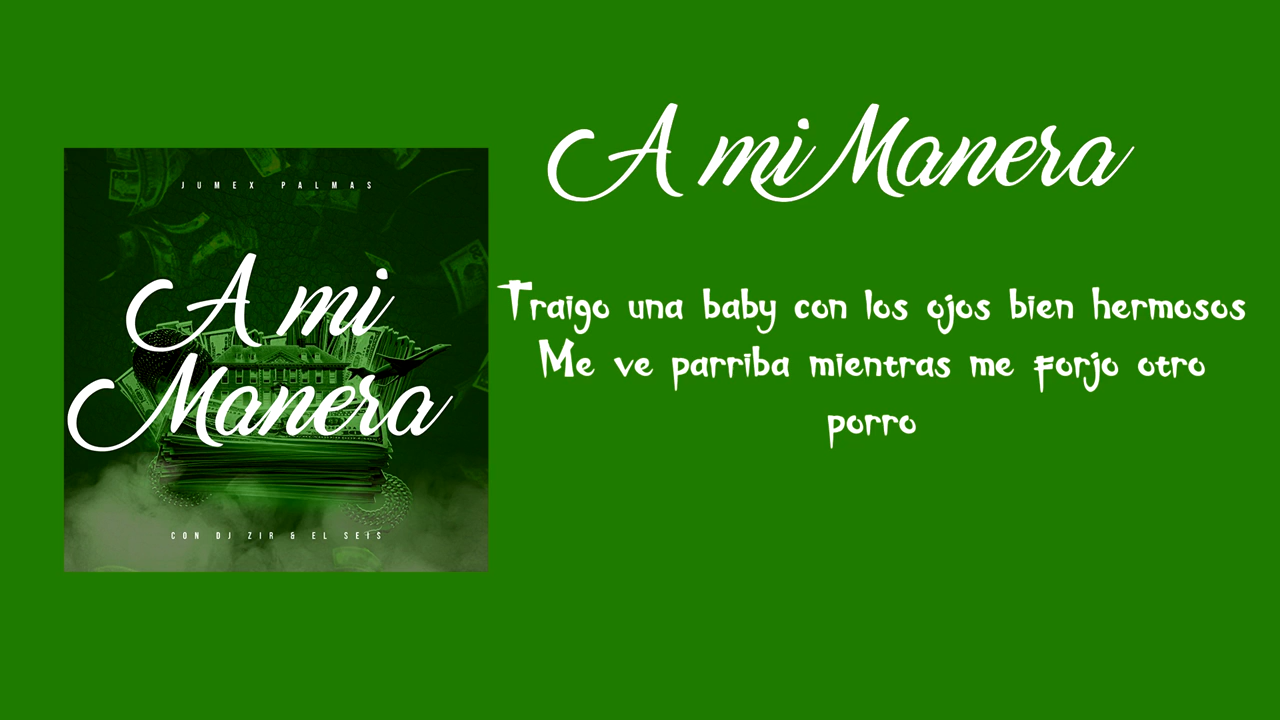 JUMEX PALMAS
A mi
Manera
CON DJ ZIR & EL SEIS
A mi Manera
Traigo una baby con los ojos bien hermosos
Me ve parriba mientras me forjo otro
porro